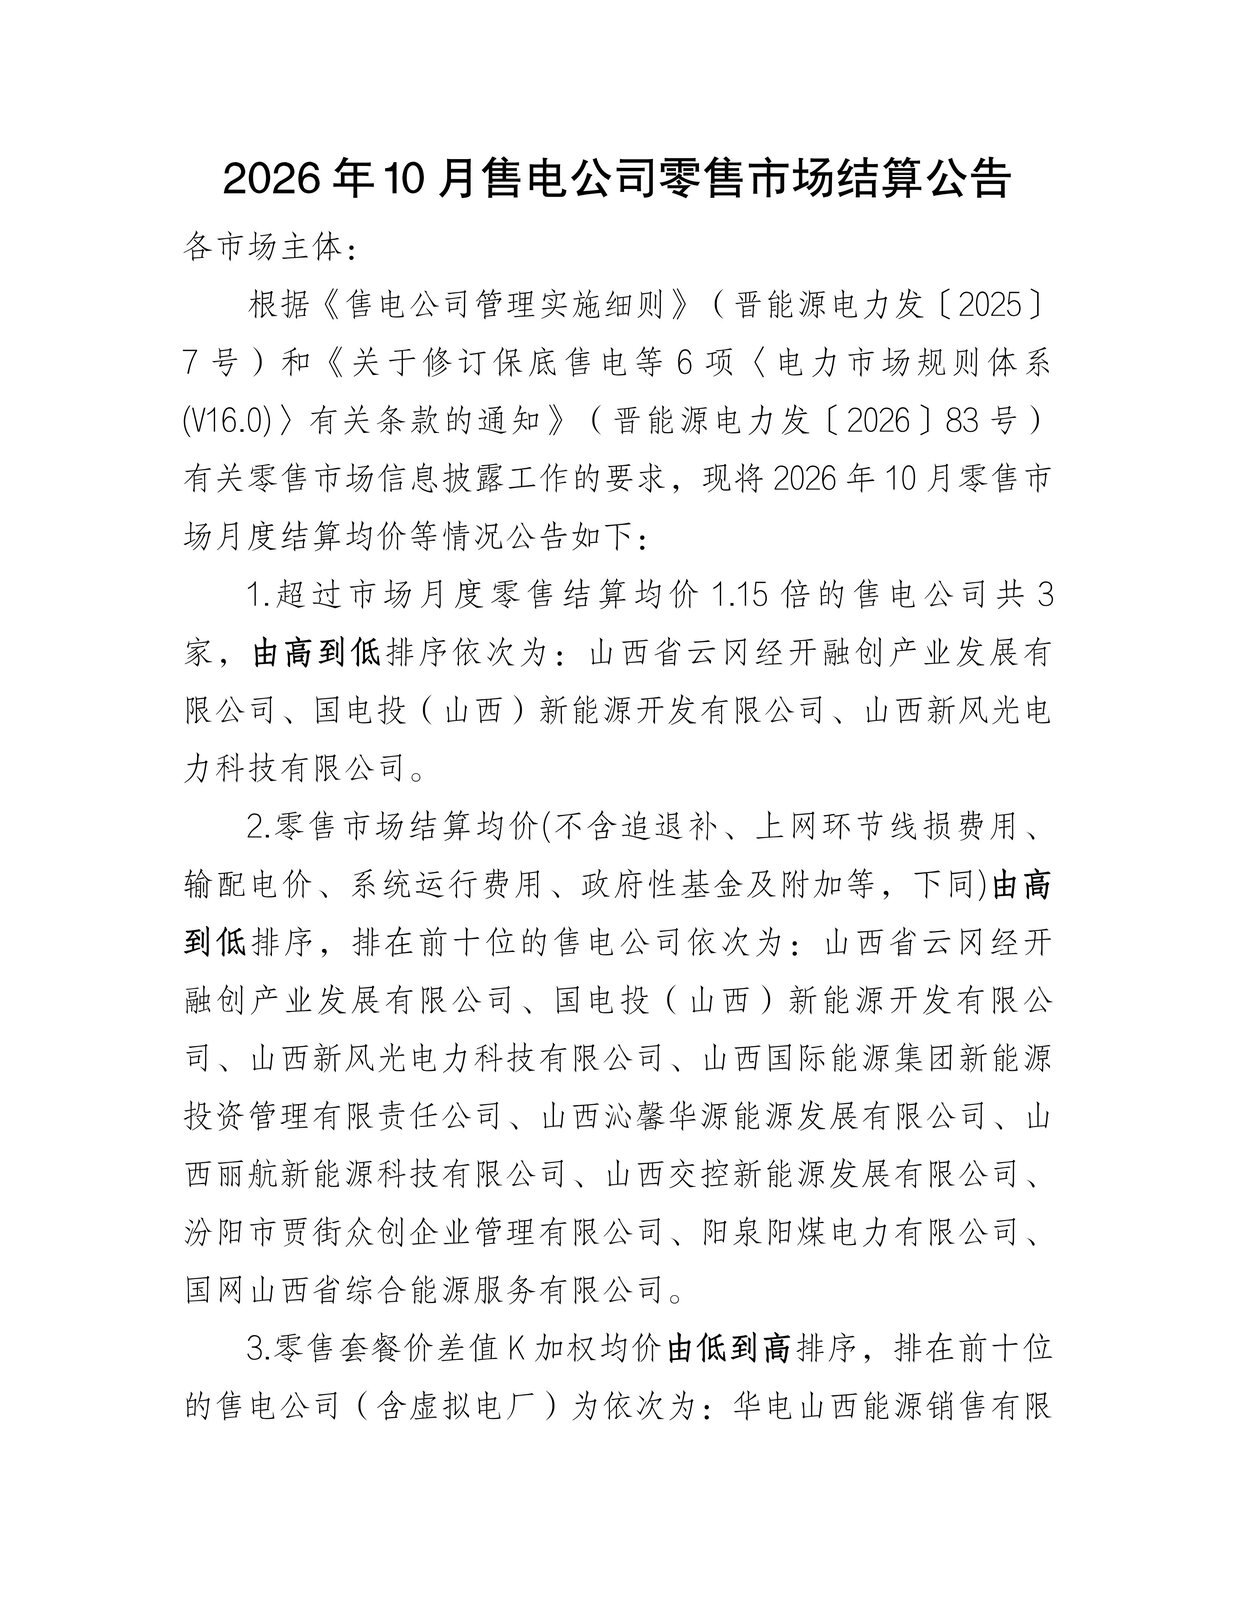 2026 年 10 月售电公司零售市场结算公告
各市场主体：
根据《售电公司管理实施细则》（晋能源电力发〔2025〕
7 号）和《关于修订保底售电等 6 项〈电力市场规则体系
(V16.0)〉有关条款的通知》（晋能源电力发〔2026〕83 号）
有关零售市场信息披露工作的要求，现将 2026 年 10 月零售市
场月度结算均价等情况公告如下：
1.超过市场月度零售结算均价 1.15 倍的售电公司共 3
家，由高到低排序依次为：山西省云冈经开融创产业发展有
限公司、国电投（山西）新能源开发有限公司、山西新风光电
力科技有限公司。
2.零售市场结算均价(不含追退补、上网环节线损费用、
输配电价、系统运行费用、政府性基金及附加等，下同)由高
到低排序，排在前十位的售电公司依次为：山西省云冈经开
融创产业发展有限公司、国电投（山西）新能源开发有限公
司、山西新风光电力科技有限公司、山西国际能源集团新能源
投资管理有限责任公司、山西沁馨华源能源发展有限公司、山
西丽航新能源科技有限公司、山西交控新能源发展有限公司、
汾阳市贾街众创企业管理有限公司、阳泉阳煤电力有限公司、
国网山西省综合能源服务有限公司。
3.零售套餐价差值 K 加权均价由低到高排序，排在前十位
的售电公司（含虚拟电厂）为依次为：华电山西能源销售有限